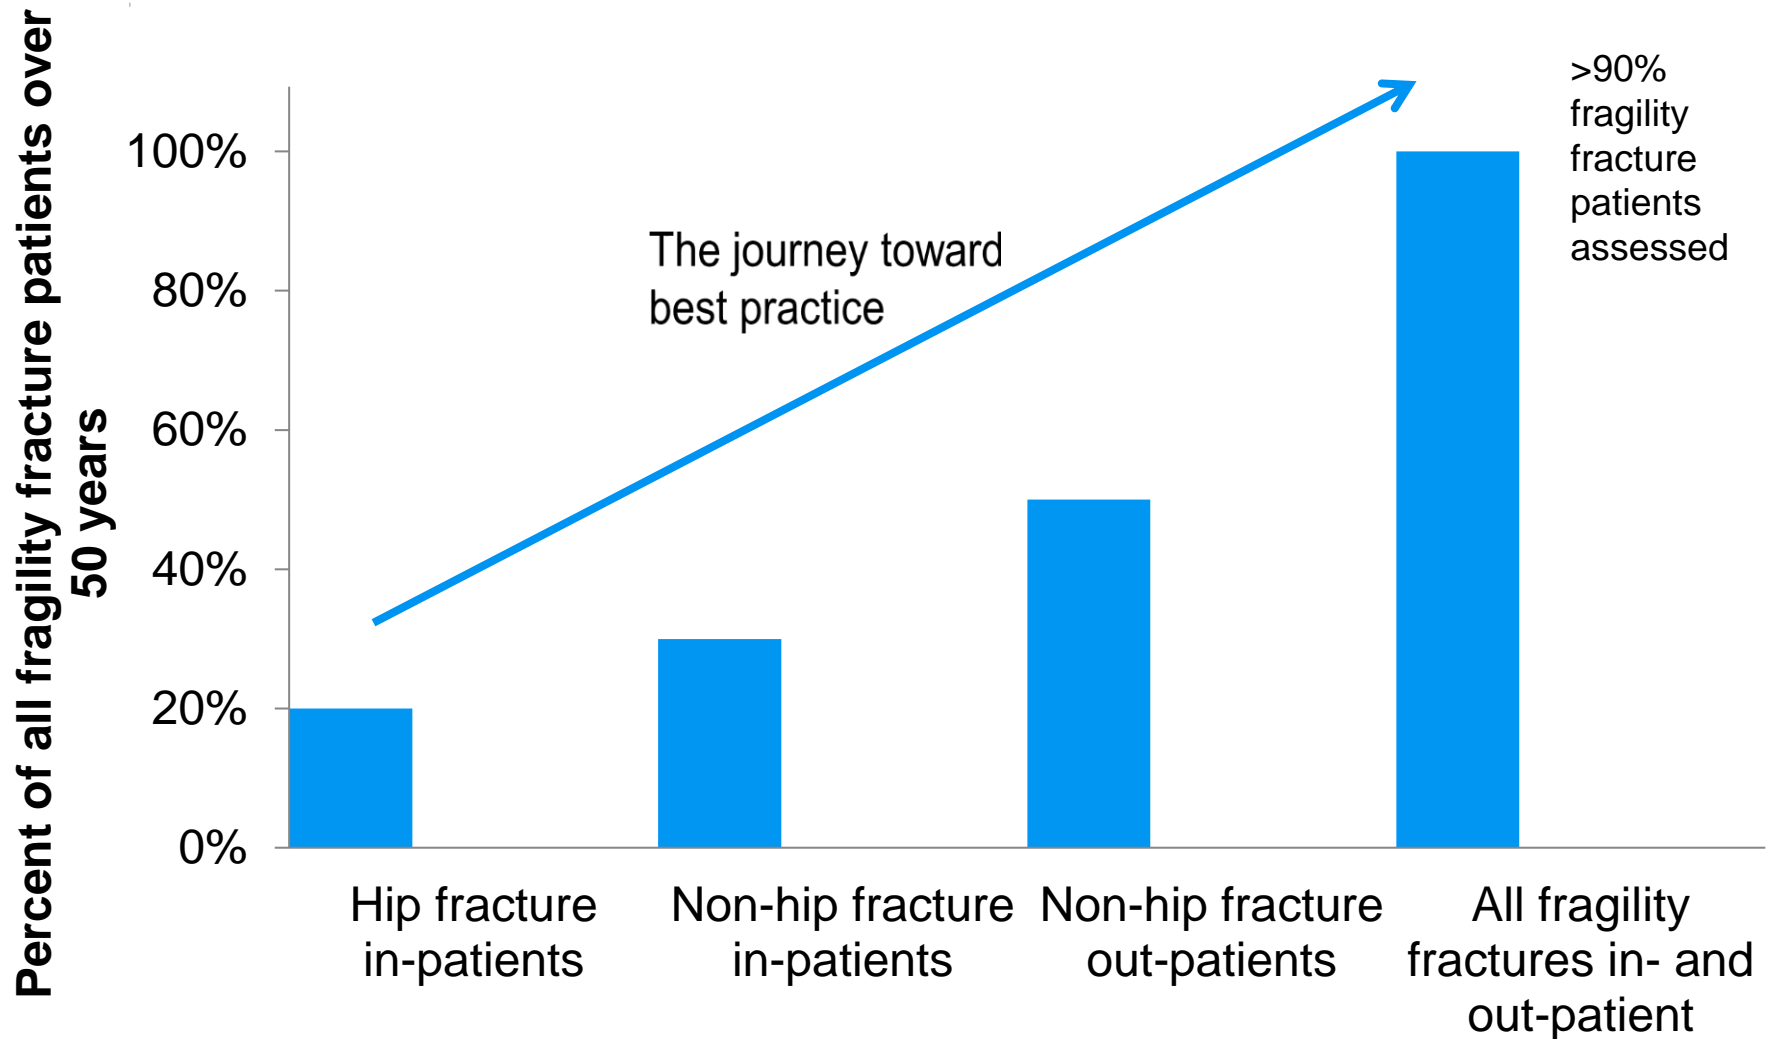 Percent of all fragility fracture patients over
50 years
100%
80%
60%
40%
20%
0%
The journey toward
best practice
>90%
fragility
fracture
patients
assessed
Hip fracture
in-patients
Non-hip fracture
in-patients
Non-hip fracture
out-patients
All fragility
fractures in- and
out-patient